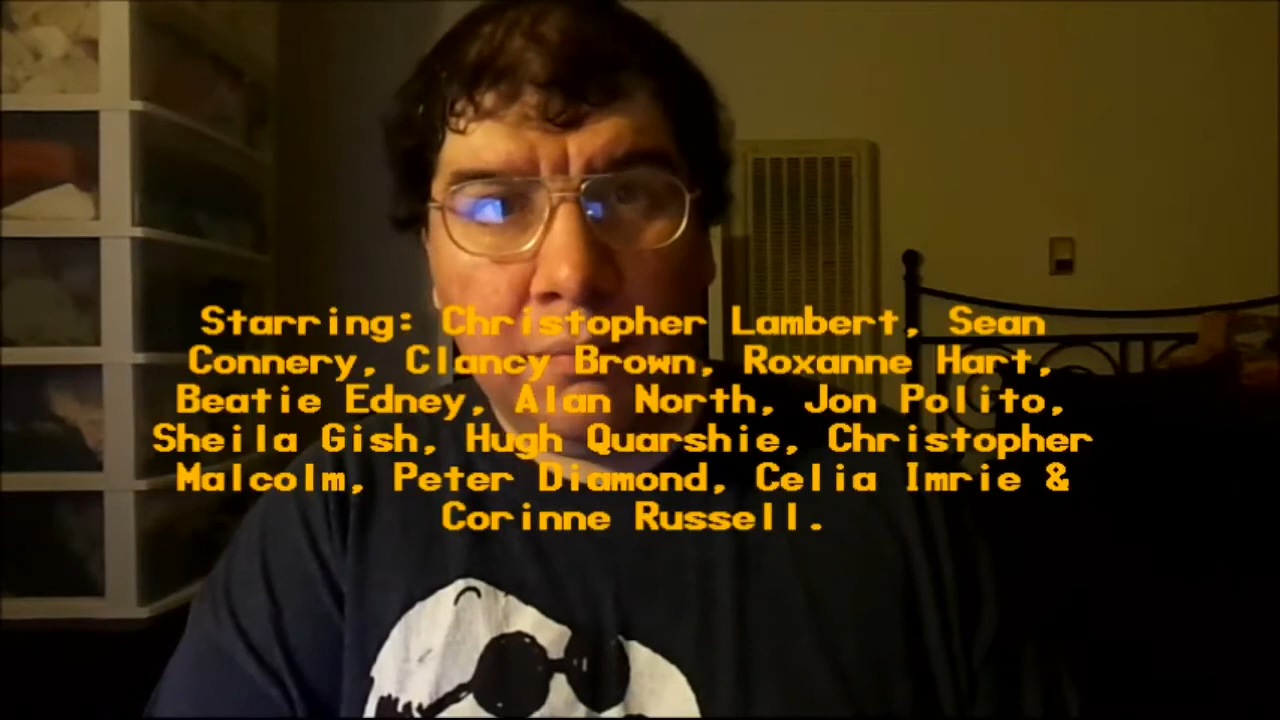 Starring: Christopher Lambert, Sean
Connery, Clancy Brown, Roxanne Hart,
Beatie Edney, Alan North, Jon Polito,
Sheila Gish, Hugh Quarshie, Christopher
Malcolm, Peter Diamond, Celia Imrie &
Corinne Russell.